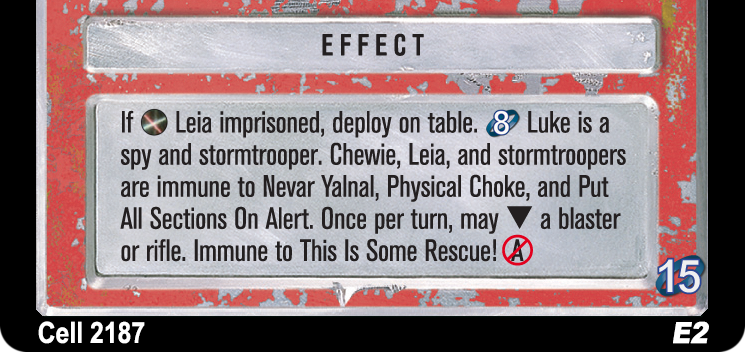 EFFECT
If Leia imprisoned, deploy on table. 8 Luke is a
spy and stormtrooper. Chewie, Leia, and stormtroopers
are immune to Nevar Yalnal, Physical Choke, and Put
All Sections On Alert. Once per turn, may ▼ a blaster
or rifle. Immune to This Is Some Rescue! A
15
Cell 2187 E2